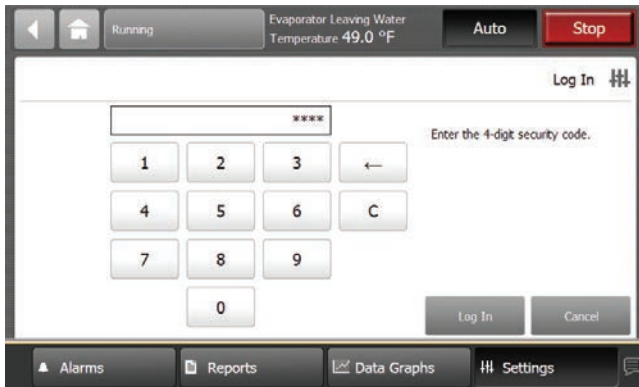 Running
Evaporator Leaving Water
Temperature 49.0 °F
Auto
Stop
Log In
****
Enter the 4-digit security code.
1 2 3 ←
4 5 6 C
7 8 9
0
Log In
Cancel
Alarms
Reports
Data Graphs
Settings